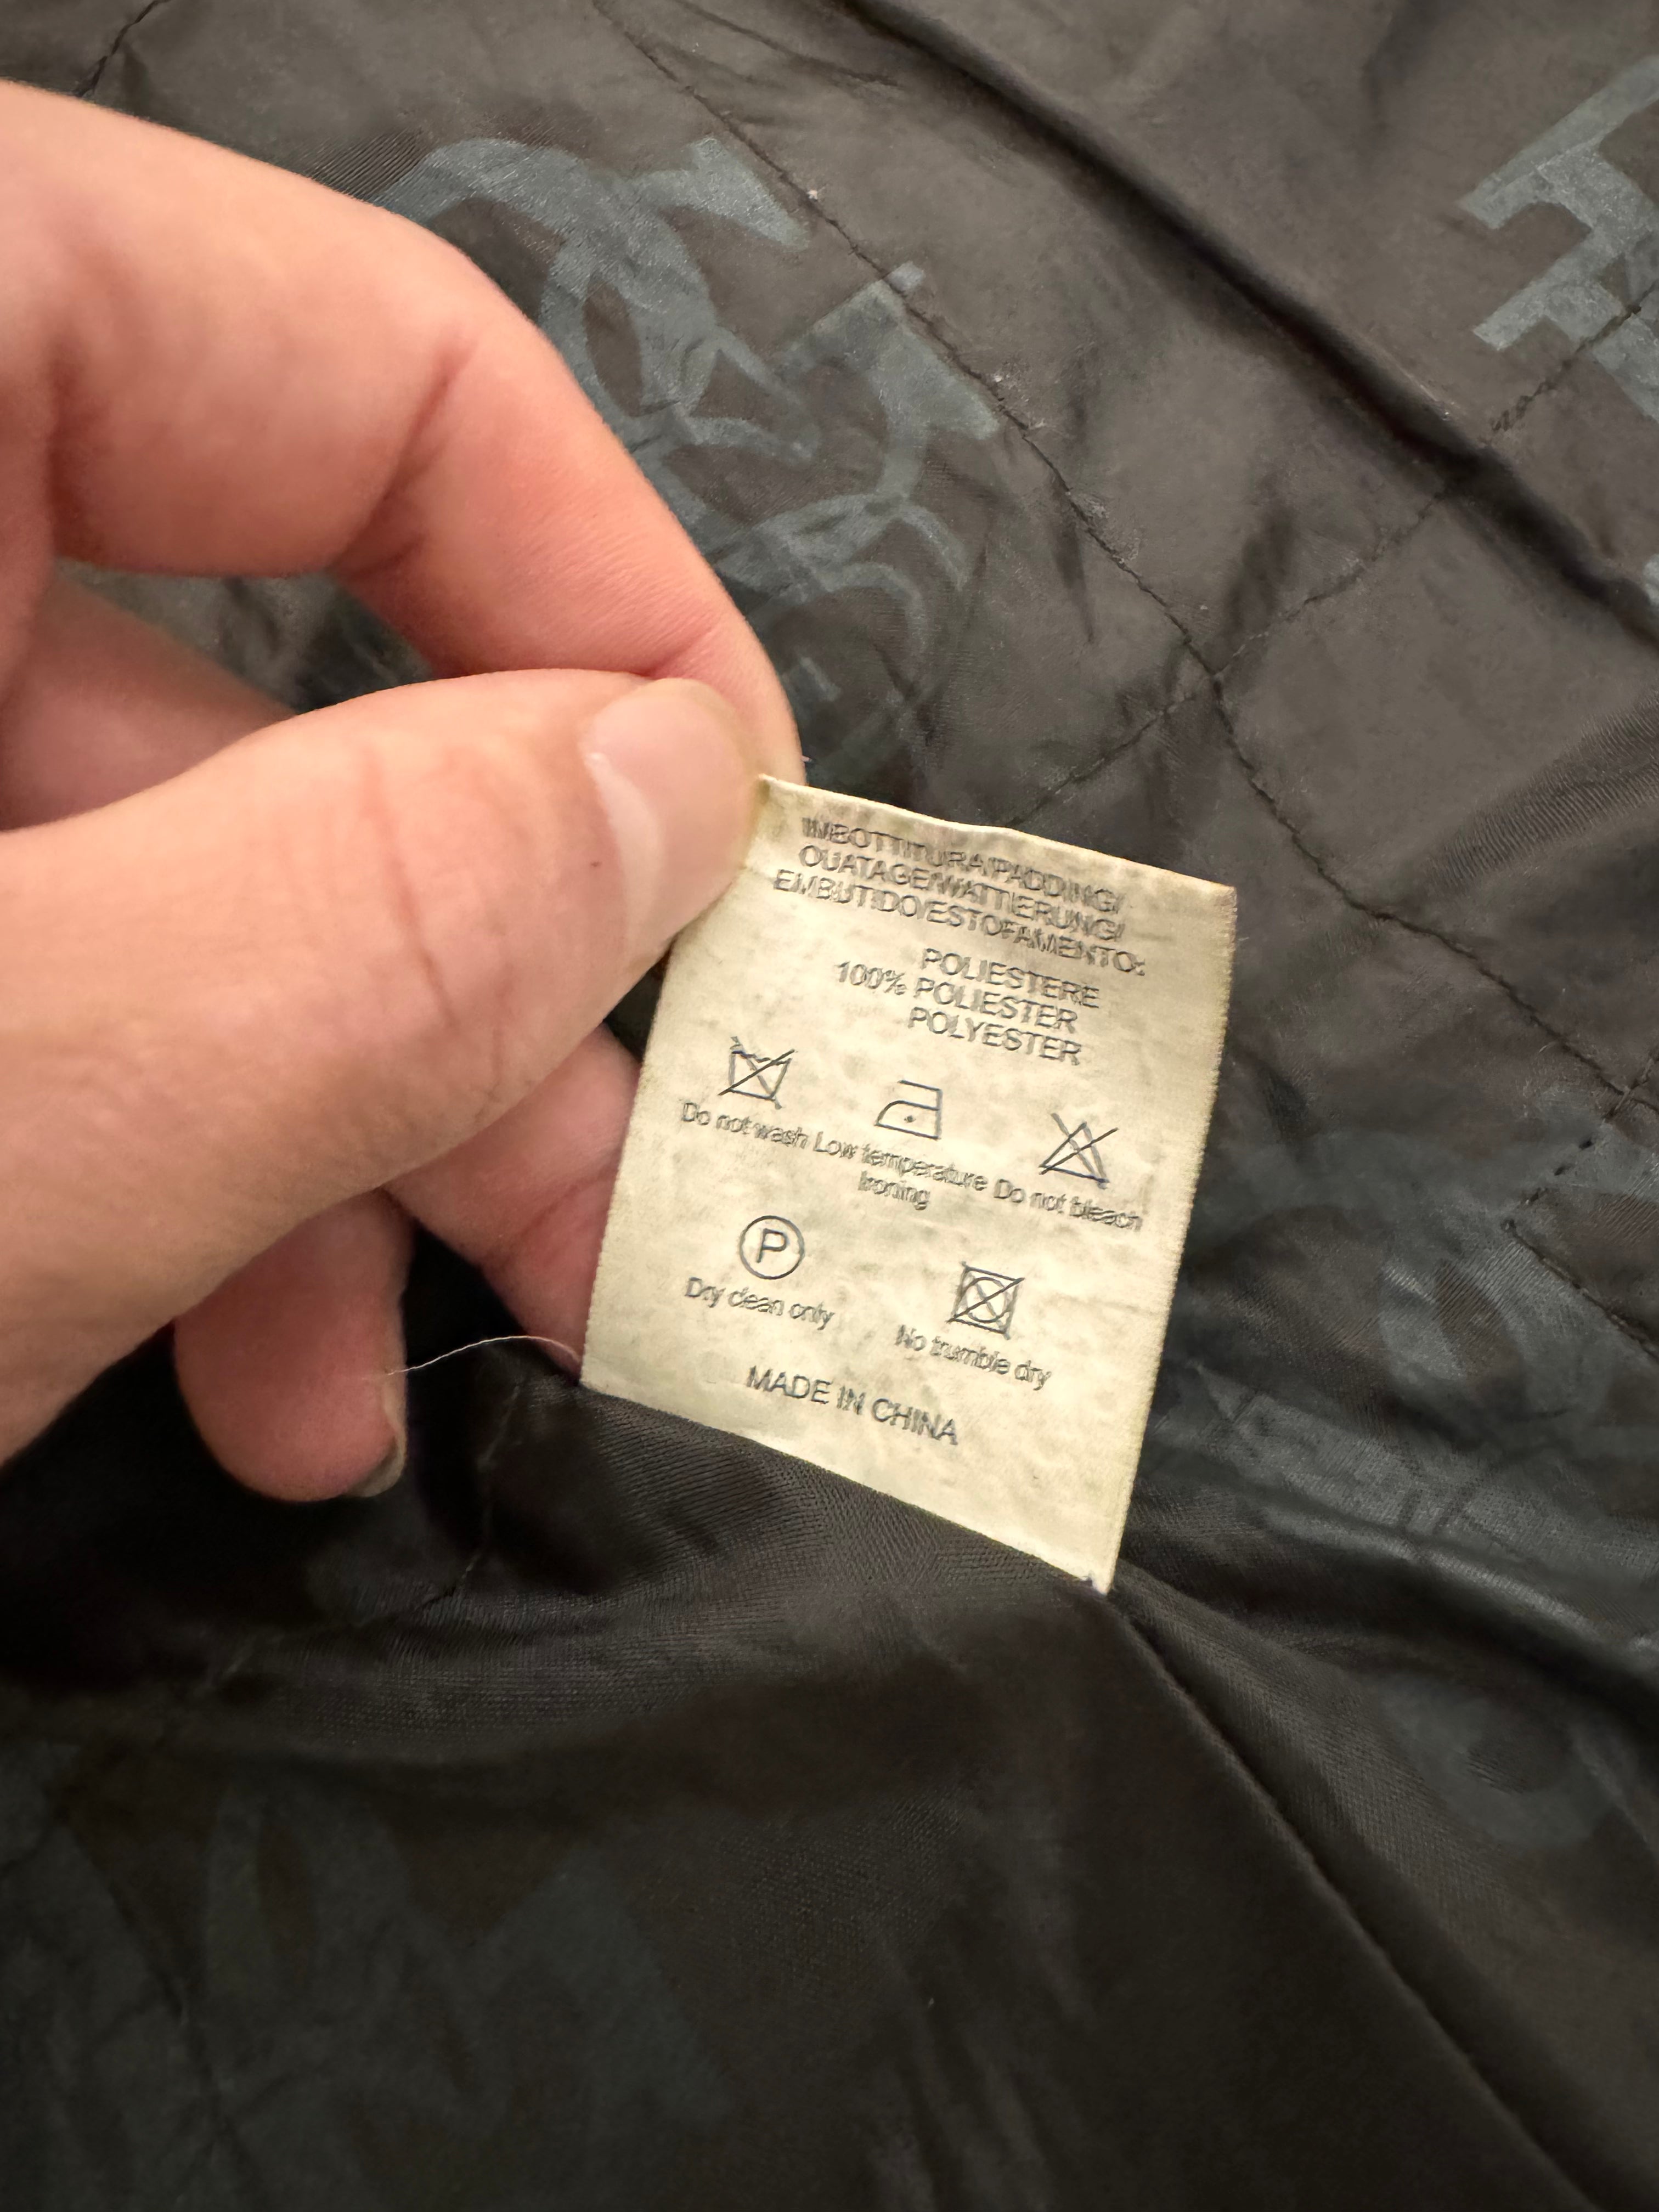 IMBOTTITURA/PADDING/
OUATAGE/WATTIERUNG/
EMBUTIDO/ESTOFAMENTO:
POLIESTERE
100% POLIESTER
POLYESTER
Do not wash Low temperature Do not bleach
Ironing
P
Dry clean only No trumble dry
MADE IN CHINA